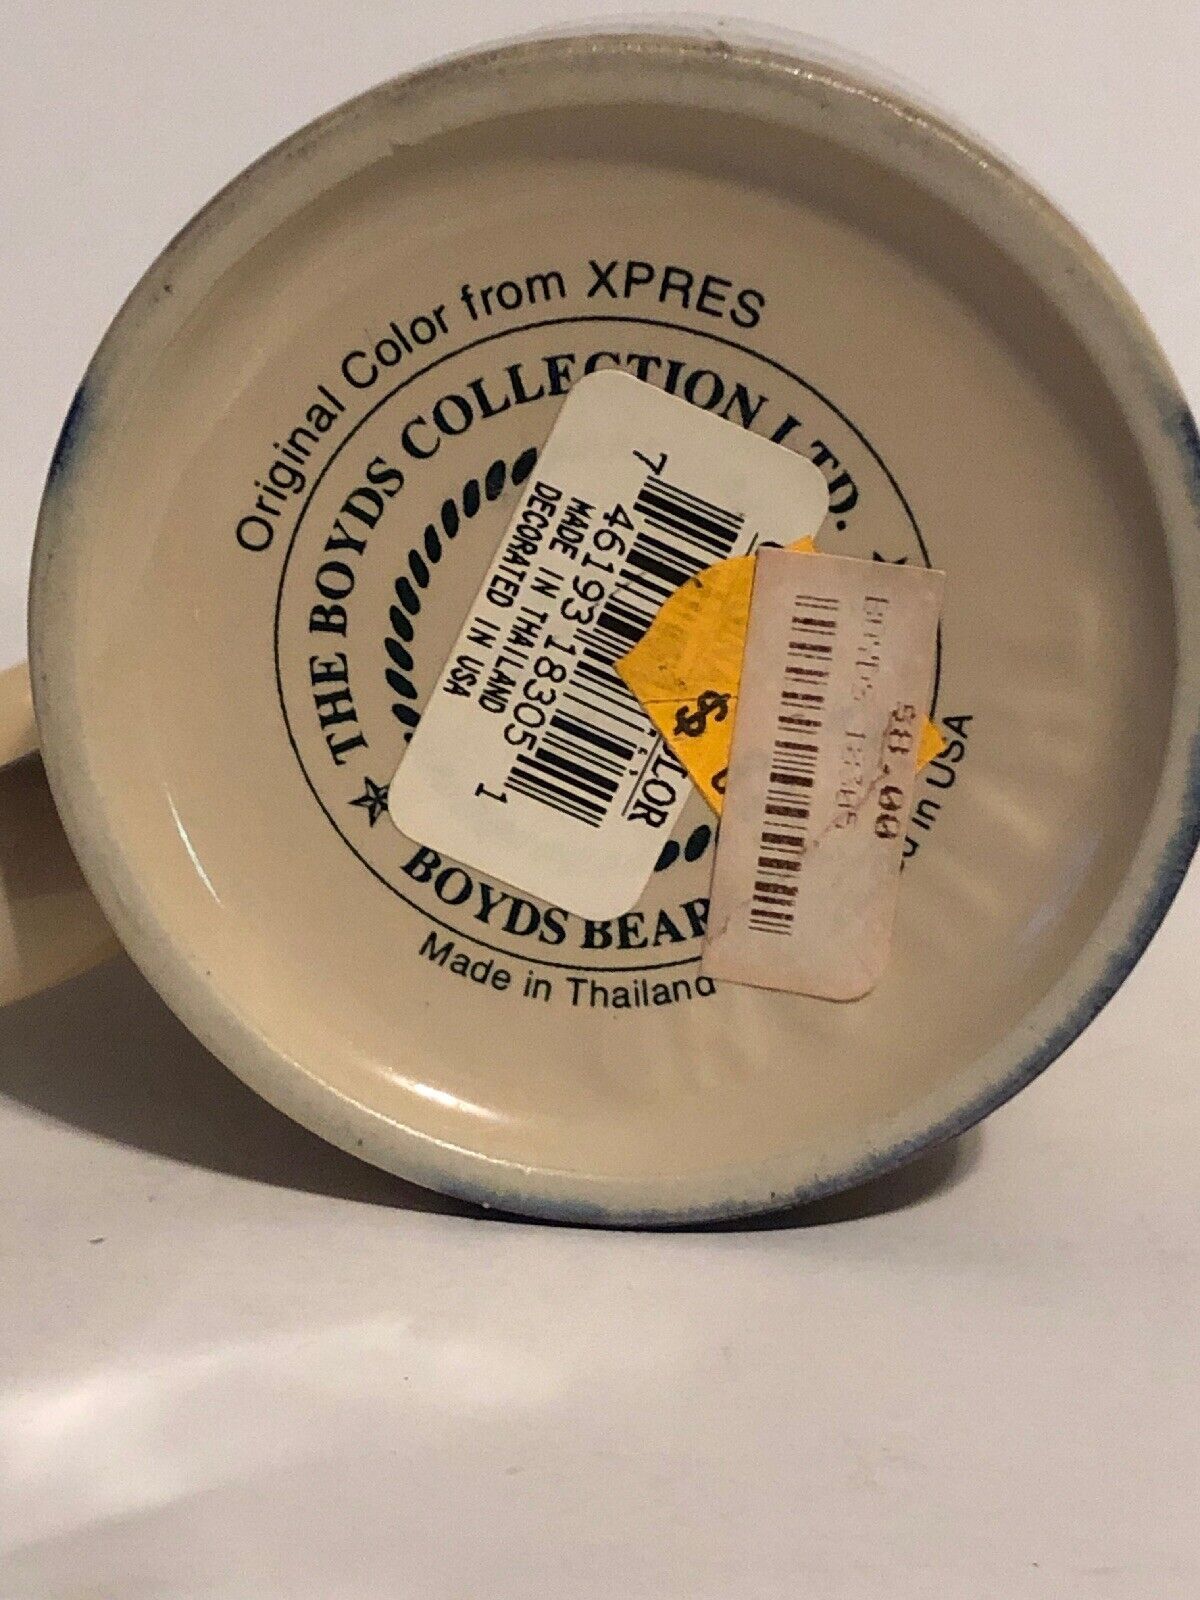 Original Color from XPRES
THE BOYDS COLLECTION LTD.
BOYDS BEAR
Made in Thailand
in USA
7 46193 18305 1
MADE IN THAILAND
DECORATED IN USA
$
18305
$8.00